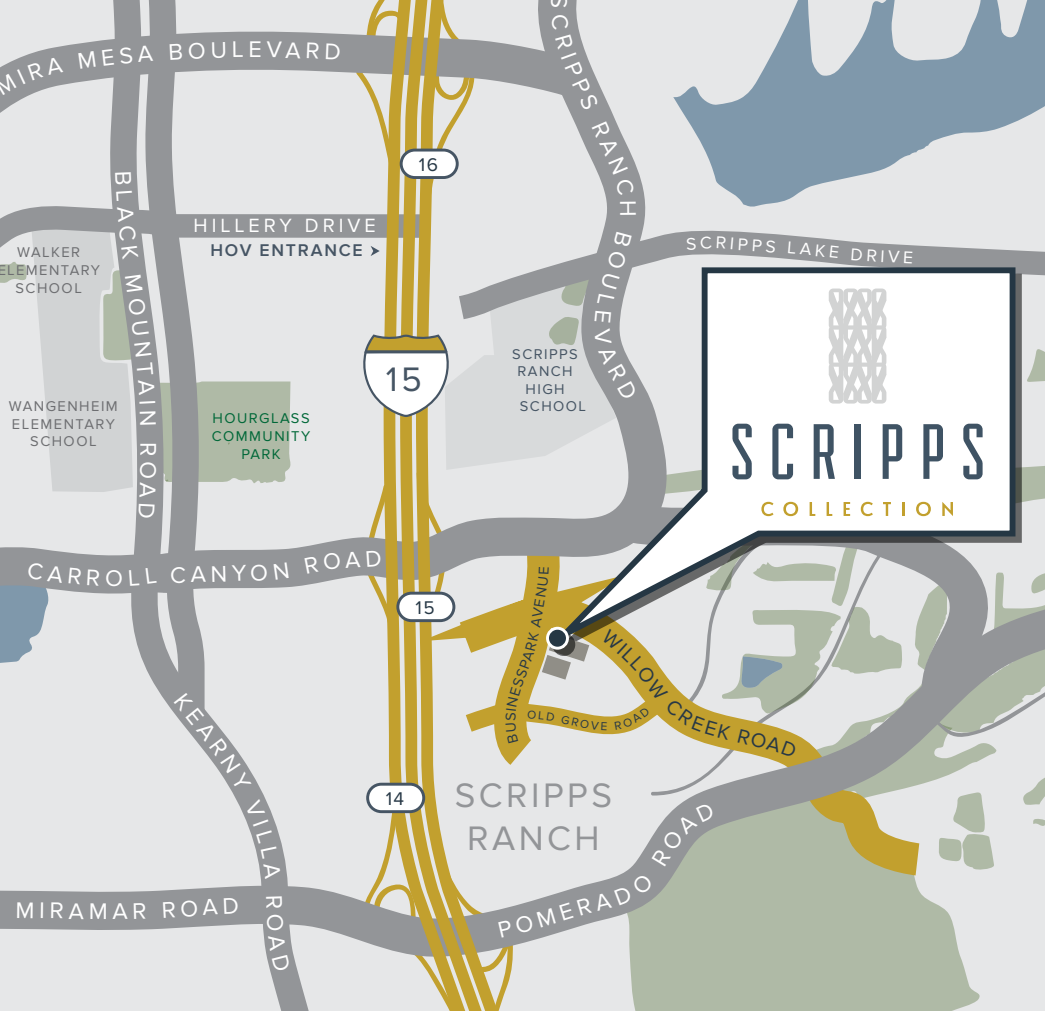 MIRA MESA BOULEVARD
SCRIPPS RANCH BOULEVARD
16
BLACK MOUNTAIN ROAD
HILLERY DRIVE
HOV ENTRANCE
SCRIPPS LAKE DRIVE
WALKER
ELEMENTARY
SCHOOL
15
SCRIPPS
RANCH
HIGH
SCHOOL
WANGENHEIM
ELEMENTARY
SCHOOL
HOURGLASS
COMMUNITY
PARK
SCRIPPS
COLLECTION
CARROLL CANYON ROAD
15
BUSINESSPARK AVENUE
WILLOW CREEK ROAD
OLD GROVE ROAD
KEARNY VILLA ROAD
14
SCRIPPS
RANCH
MIRAMAR ROAD
POMERADO ROAD